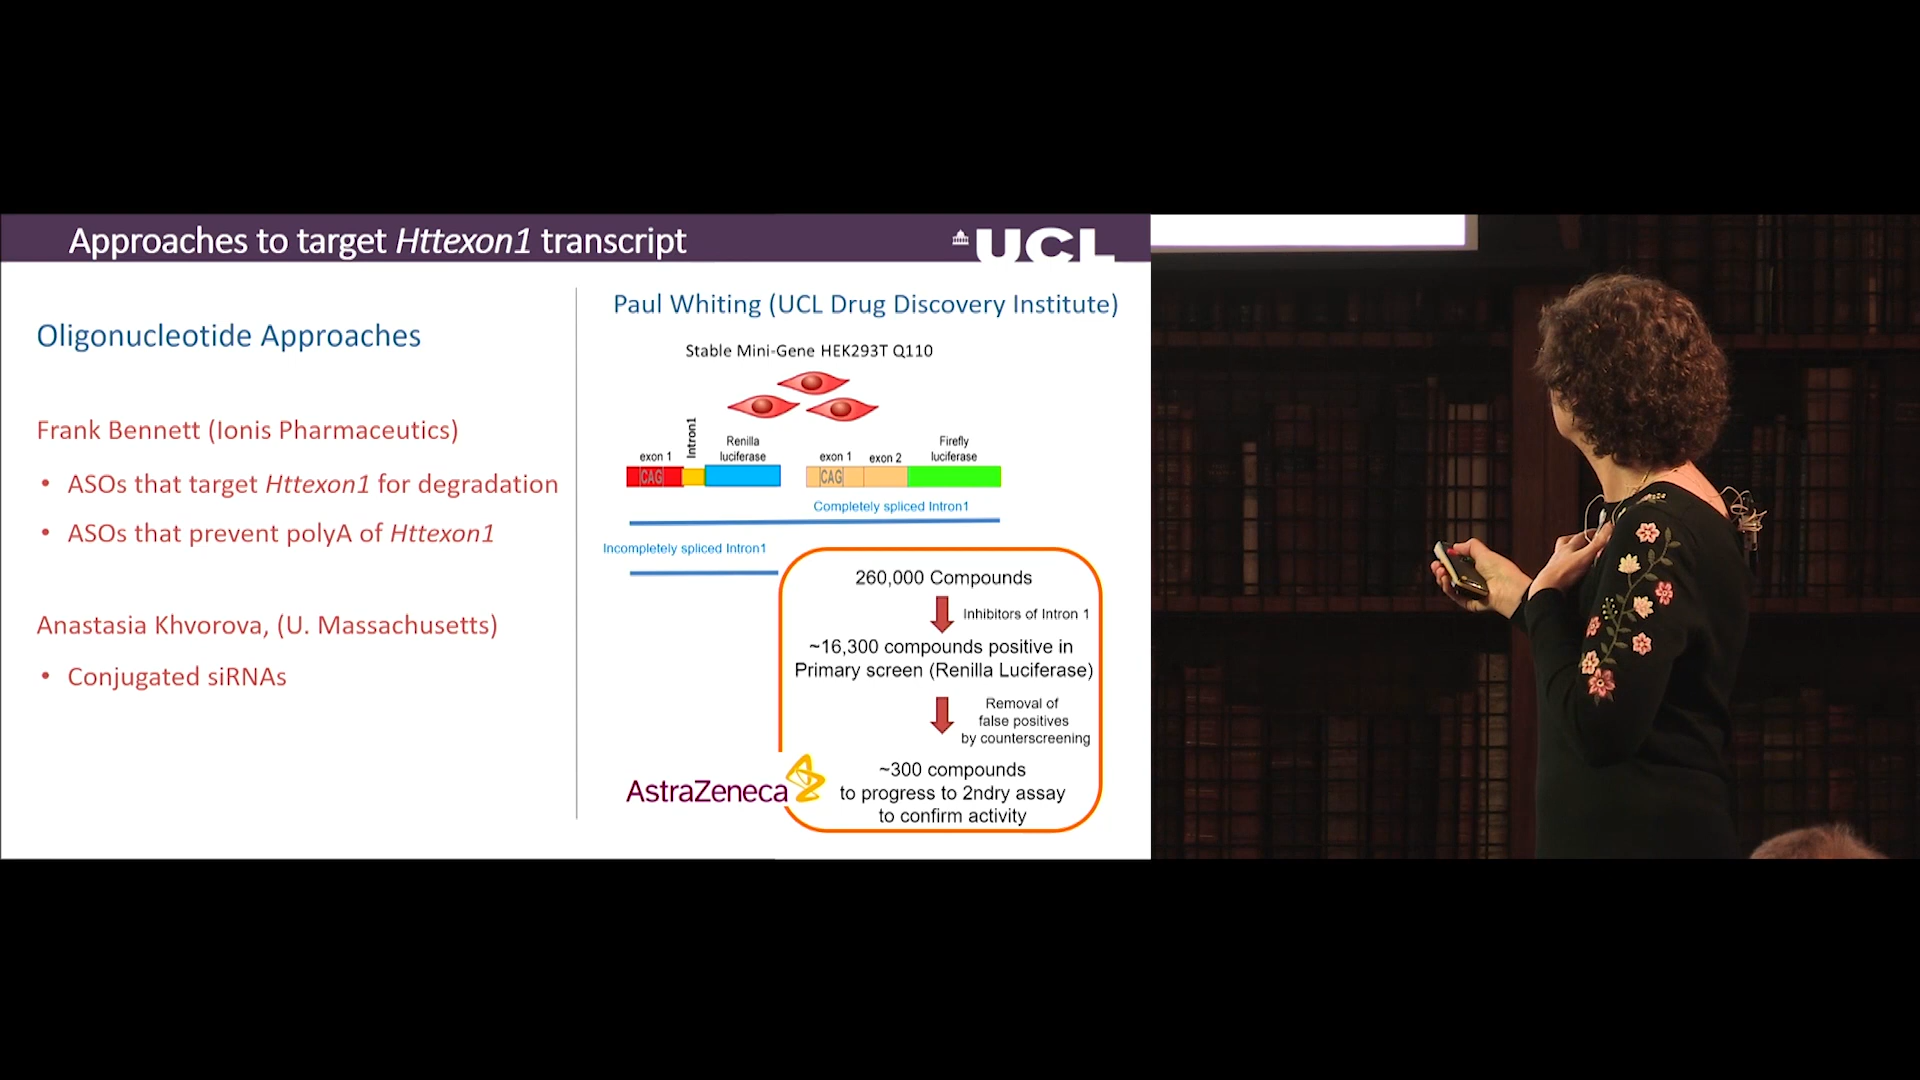 Approaches to target Httexon1 transcript
UCL
Oligonucleotide Approaches
Frank Bennett (Ionis Pharmaceutics)
• ASOs that target Httexon1 for degradation
• ASOs that prevent polyA of Httexon1
Anastasia Khvorova, (U. Massachusetts)
• Conjugated siRNAs
Paul Whiting (UCL Drug Discovery Institute)
Stable Mini-Gene HEK293T Q110
exon 1
Intron1
Renilla
luciferase
CAG
exon 1
exon 2
Firefly
luciferase
CAG
Completely spliced Intron1
Incompletely spliced Intron1
260,000 Compounds
Inhibitors of Intron 1
~16,300 compounds positive in
Primary screen (Renilla Luciferase)
Removal of
false positives
by counterscreening
~300 compounds
to progress to 2ndry assay
to confirm activity
AstraZeneca